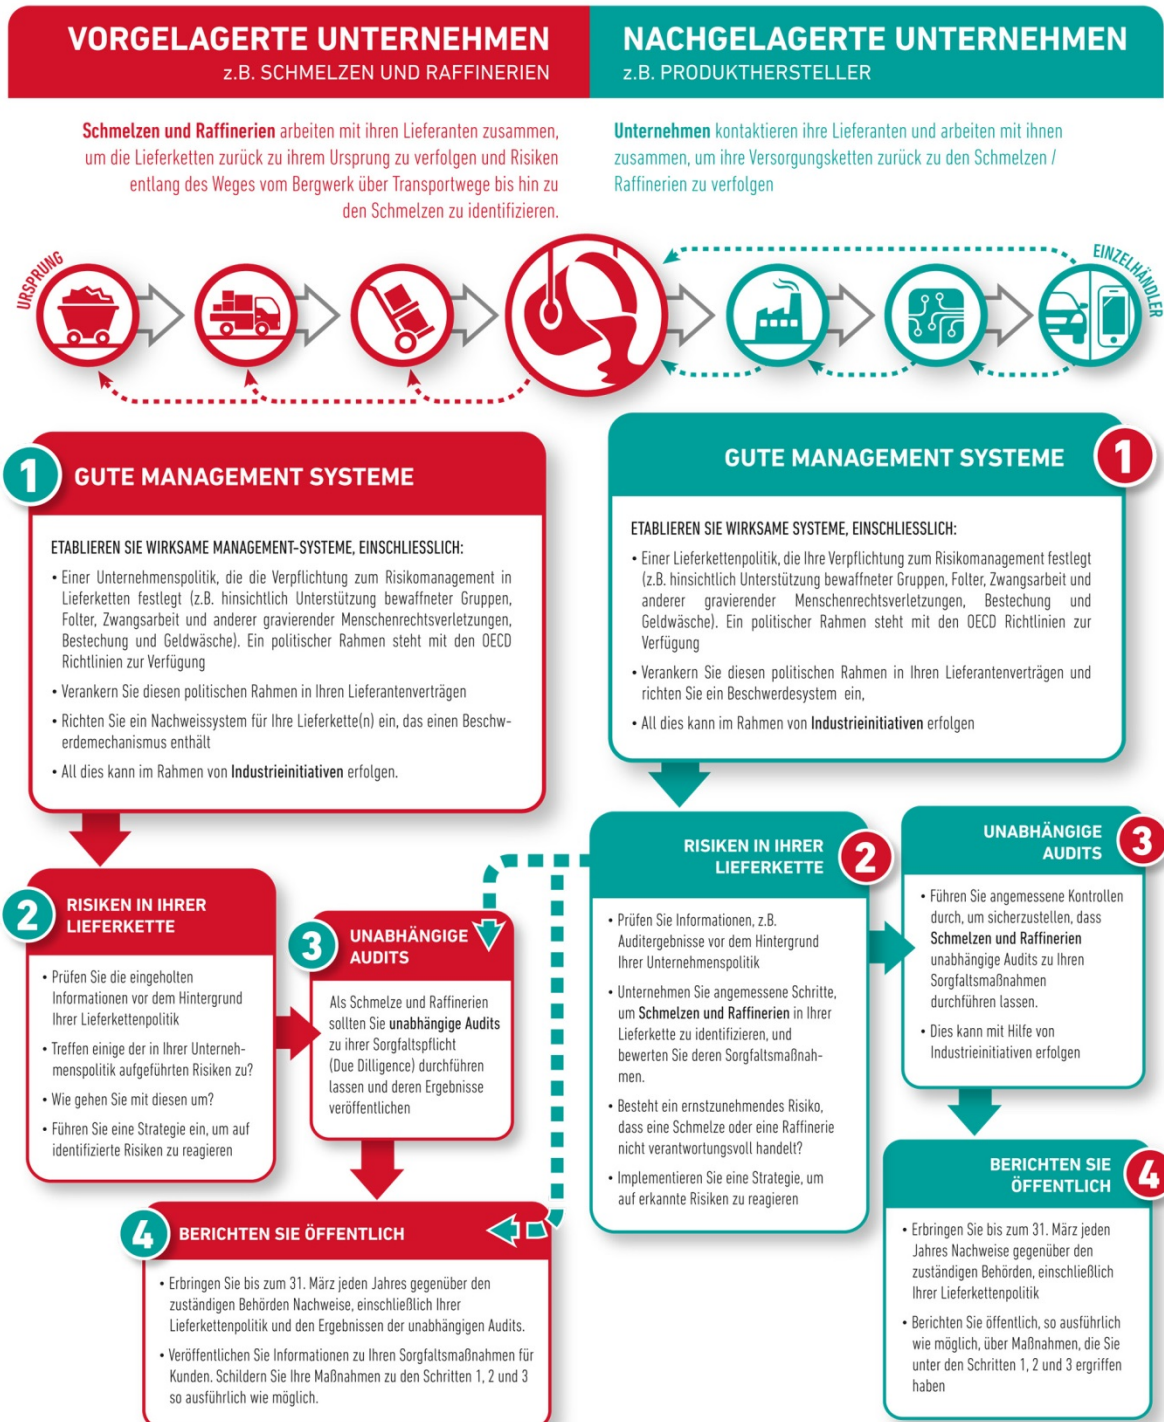 VORGELAGERTE UNTERNEHMEN
z.B. SCHMELZEN UND RAFFINERIEN
NACHGELAGERTE UNTERNEHMEN
z.B. PRODUKTHERSTELLER
Schmelzen und Raffinerien arbeiten mit ihren Lieferanten zusammen,
um die Lieferketten zurück zu ihrem Ursprung zu verfolgen und Risiken
entlang des Weges vom Bergwerk über Transportwege bis hin zu
den Schmelzen zu identifizieren.
Unternehmen kontaktieren ihre Lieferanten und arbeiten mit ihnen
zusammen, um ihre Versorgungsketten zurück zu den Schmelzen /
Raffinerien zu verfolgen
URSPRUNG
EINZELHÄNDLER
1
GUTE MANAGEMENT SYSTEME
ETABLIEREN SIE WIRKSAME MANAGEMENT-SYSTEME, EINSCHLIESSLICH:
• Einer Unternehmenspolitik, die die Verpflichtung zum Risikomanagement in
Lieferketten festlegt (z.B. hinsichtlich Unterstützung bewaffneter Gruppen,
Folter, Zwangsarbeit und anderer gravierender Menschenrechtsverletzungen,
Bestechung und Geldwäsche). Ein politischer Rahmen steht mit den OECD
Richtlinien zur Verfügung
• Verankern Sie diesen politischen Rahmen in Ihren Lieferantenverträgen
• Richten Sie ein Nachweissystem für Ihre Lieferkette(n) ein, das einen Beschw-
erdemechanismus enthält
• All dies kann im Rahmen von Industrieinitiativen erfolgen.
GUTE MANAGEMENT SYSTEME
1
ETABLIEREN SIE WIRKSAME SYSTEME, EINSCHLIESSLICH:
• Einer Lieferkettenpolitik, die Ihre Verpflichtung zum Risikomanagement festlegt
(z.B. hinsichtlich Unterstützung bewaffneter Gruppen, Folter, Zwangsarbeit und
anderer gravierender Menschenrechtsverletzungen, Bestechung und
Geldwäsche). Ein politischer Rahmen steht mit den OECD Richtlinien zur
Verfügung
• Verankern Sie diesen politischen Rahmen in Ihren Lieferantenverträgen und
richten Sie ein Beschwerdesystem ein,
• All dies kann im Rahmen von Industrieinitiativen erfolgen
2
RISIKEN IN IHRER
LIEFERKETTE
• Prüfen Sie die eingeholten
Informationen vor dem Hintergrund
Ihrer Lieferkettenpolitik
• Treffen einige der in Ihrer Unterneh-
menspolitik aufgeführten Risiken zu?
• Wie gehen Sie mit diesen um?
• Führen Sie eine Strategie ein, um auf
identifizierte Risiken zu reagieren
3
UNABHÄNGIGE
AUDITS
Als Schmelze und Raffinerien
sollten Sie unabhängige Audits
zu ihrer Sorgfaltspflicht
(Due Dilligence) durchführen
lassen und deren Ergebnisse
veröffentlichen
4
BERICHTEN SIE ÖFFENTLICH
• Erbringen Sie bis zum 31. März jeden Jahres gegenüber den
zuständigen Behörden Nachweise, einschließlich Ihrer
Lieferkettenpolitik und den Ergebnissen der unabhängigen Audits.
• Veröffentlichen Sie Informationen zu Ihren Sorgfaltsmaßnahmen für
Kunden. Schildern Sie Ihre Maßnahmen zu den Schritten 1, 2 und 3
so ausführlich wie möglich.
RISIKEN IN IHRER
LIEFERKETTE
2
• Prüfen Sie Informationen, z.B.
Auditergebnisse vor dem Hintergrund
Ihrer Unternehmenspolitik
• Unternehmen Sie angemessene Schritte,
um Schmelzen und Raffinerien in Ihrer
Lieferkette zu identifizieren, und
bewerten Sie deren Sorgfaltsmaßnah-
men.
• Besteht ein ernstzunehmendes Risiko,
dass eine Schmelze oder eine Raffinerie
nicht verantwortungsvoll handelt?
• Implementieren Sie eine Strategie, um
auf erkannte Risiken zu reagieren
UNABHÄNGIGE
AUDITS
3
• Führen Sie angemessene Kontrollen
durch, um sicherzustellen, dass
Schmelzen und Raffinerien
unabhängige Audits zu Ihren
Sorgfaltsmaßnahmen
durchführen lassen.
• Dies kann mit Hilfe von
Industrieinitiativen erfolgen
BERICHTEN SIE
ÖFFENTLICH
4
• Erbringen Sie bis zum 31. März jeden
Jahres Nachweise gegenüber den
zuständigen Behörden, einschließlich
Ihrer Lieferkettenpolitik
• Berichten Sie öffentlich, so ausführlich
wie möglich, über Maßnahmen, die Sie
unter den Schritten 1, 2 und 3 ergriffen
haben